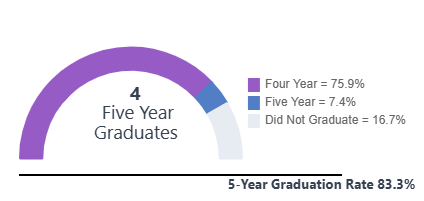 4
Five Year
Graduates
Four Year = 75.9%
Five Year = 7.4%
Did Not Graduate = 16.7%
5-Year Graduation Rate 83.3%